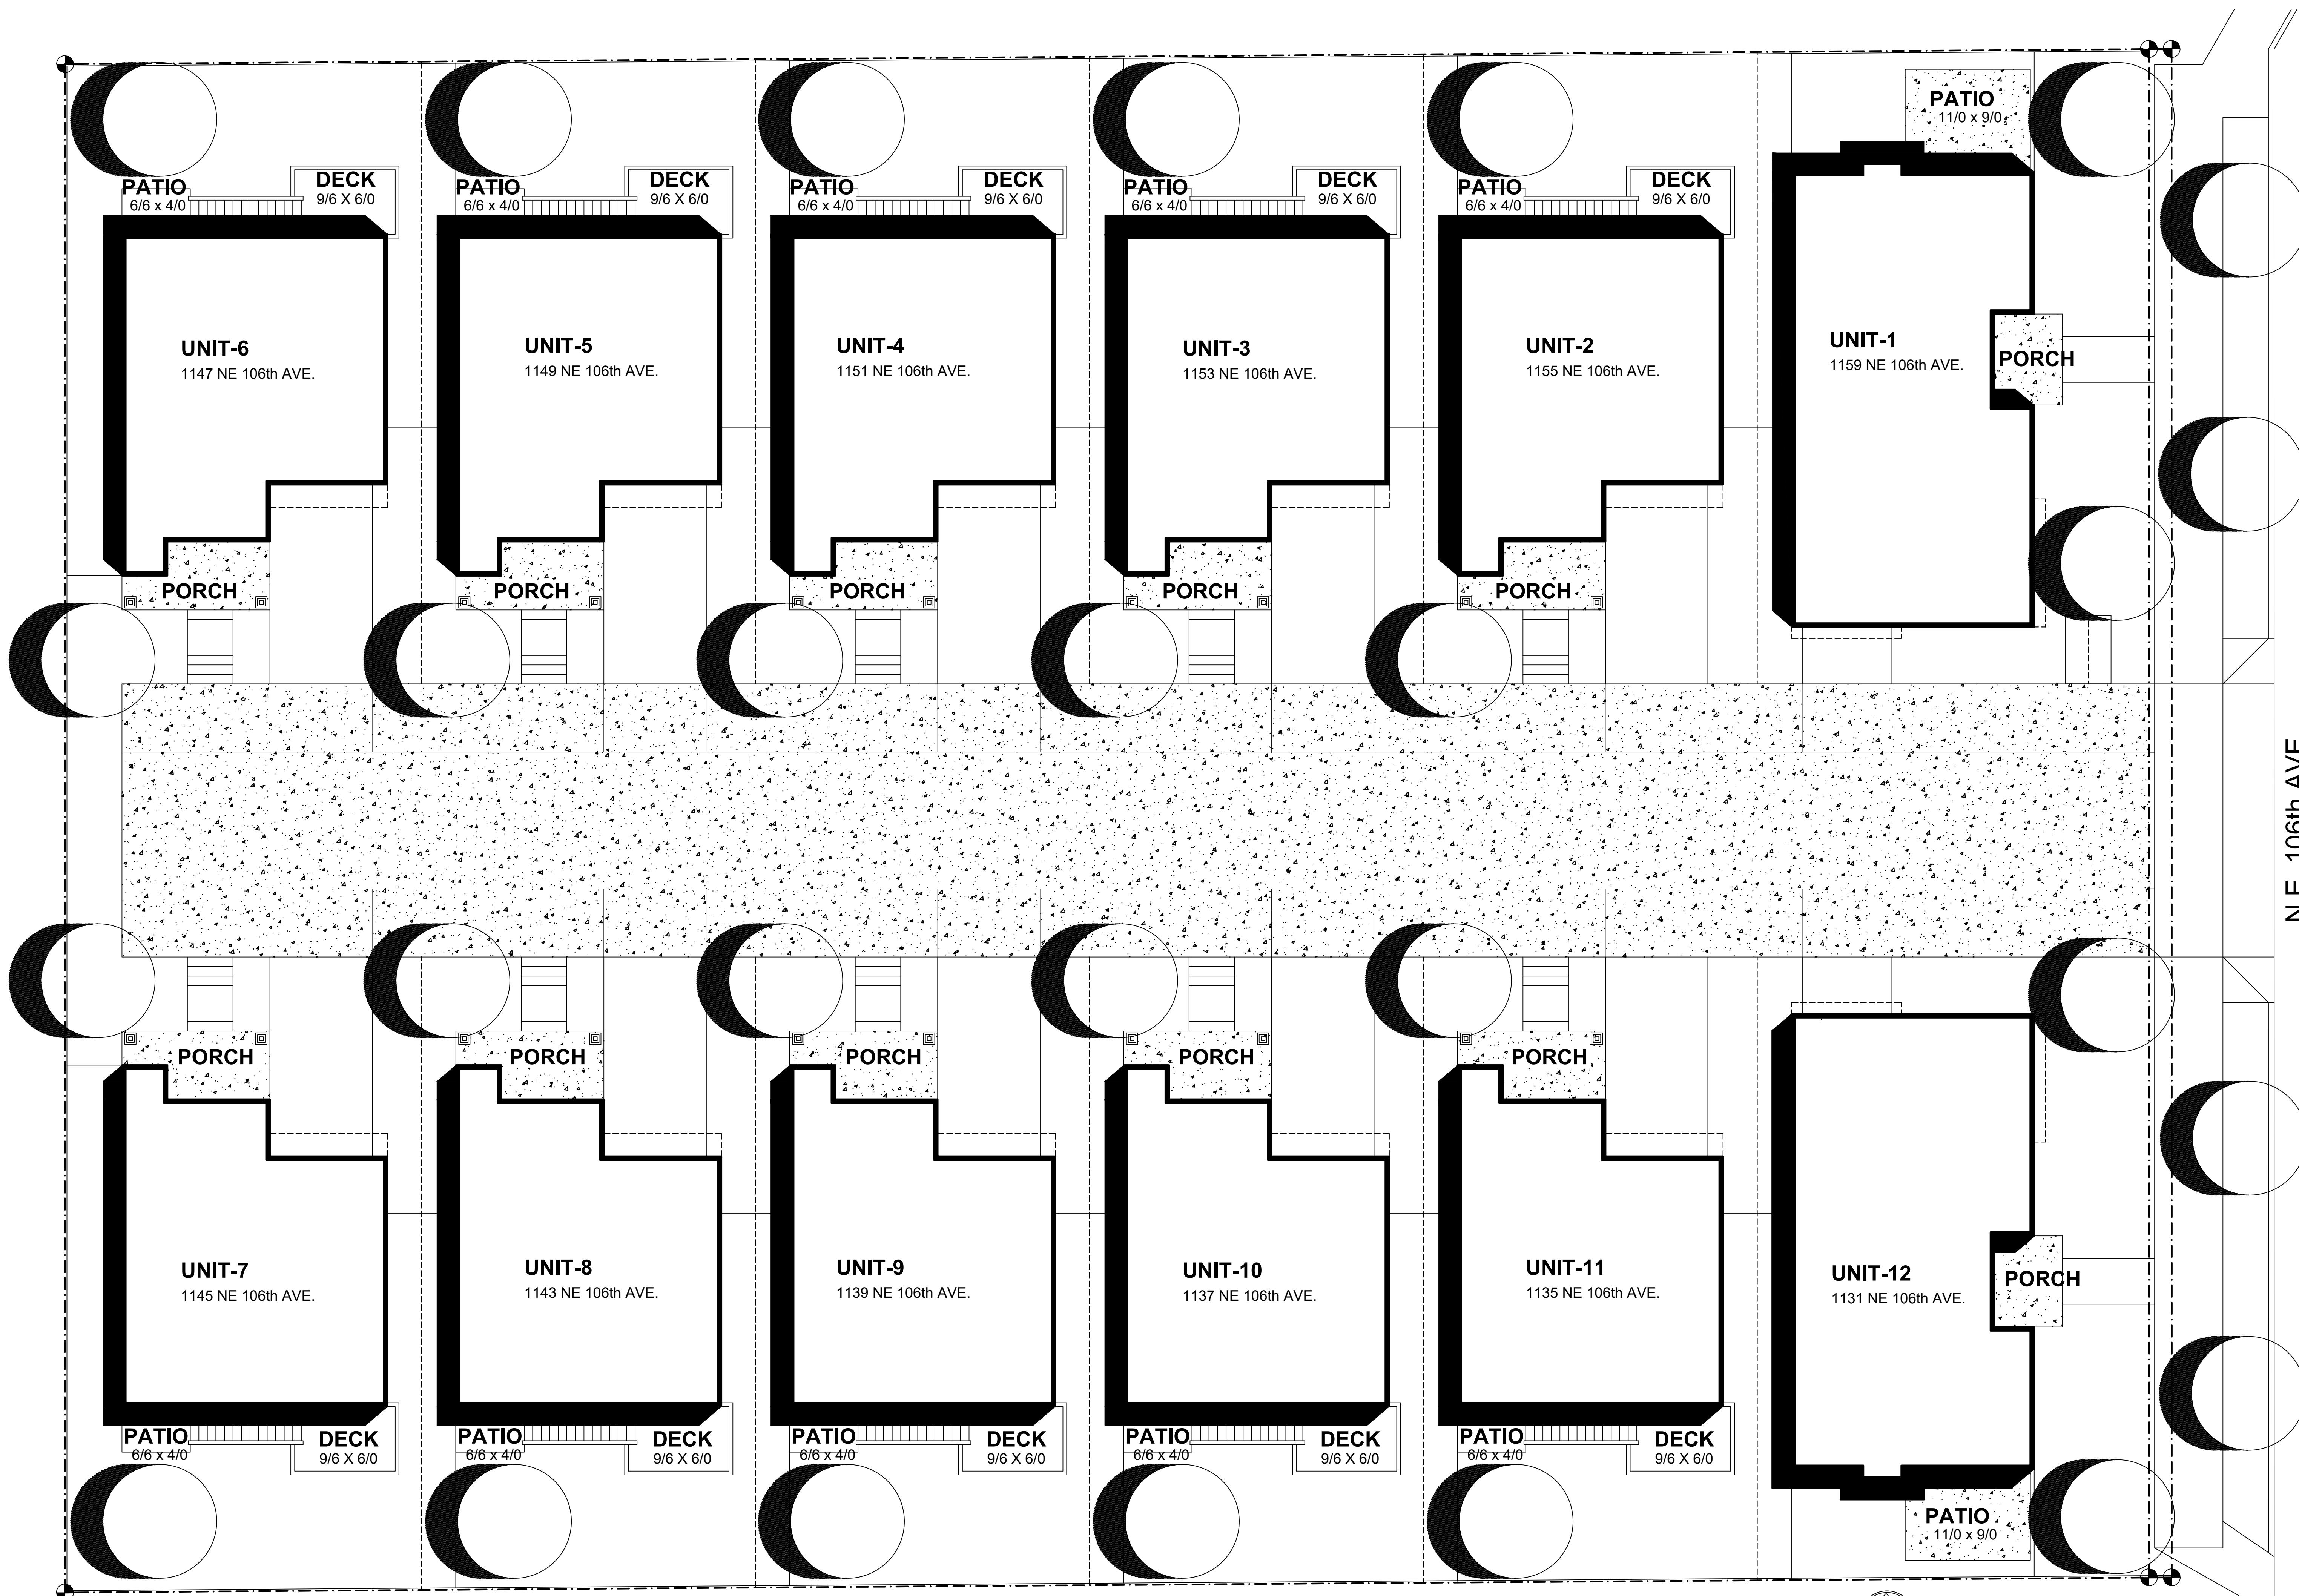 PATIO
11/0 x 9/0
PATIO
6/6 x 4/0
DECK
9/6 X 6/0
PATIO
6/6 x 4/0
DECK
9/6 X 6/0
PATIO
6/6 x 4/0
DECK
9/6 X 6/0
PATIO
6/6 x 4/0
DECK
9/6 X 6/0
PATIO
6/6 x 4/0
DECK
9/6 X 6/0
UNIT-6
1147 NE 106th AVE.
UNIT-5
1149 NE 106th AVE.
UNIT-4
1151 NE 106th AVE.
UNIT-3
1153 NE 106th AVE.
UNIT-2
1155 NE 106th AVE.
UNIT-1
1159 NE 106th AVE.
PORCH
PORCH
PORCH
PORCH
PORCH
PORCH
N.E. 106th AVE
PORCH
PORCH
PORCH
PORCH
PORCH
UNIT-7
1145 NE 106th AVE.
UNIT-8
1143 NE 106th AVE.
UNIT-9
1139 NE 106th AVE.
UNIT-10
1137 NE 106th AVE.
UNIT-11
1135 NE 106th AVE.
UNIT-12
1131 NE 106th AVE.
PORCH
PATIO
6/6 x 4/0
DECK
9/6 X 6/0
PATIO
6/6 x 4/0
DECK
9/6 X 6/0
PATIO
6/6 x 4/0
DECK
9/6 X 6/0
PATIO
6/6 x 4/0
DECK
9/6 X 6/0
PATIO
6/6 x 4/0
DECK
9/6 X 6/0
PATIO
11/0 x 9/0